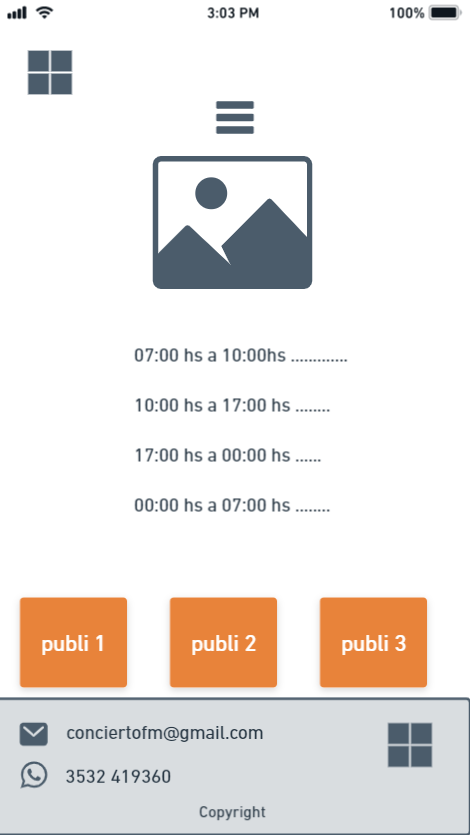 3:03 PM 100%
07:00 hs a 10:00hs .............
10:00 hs a 17:00 hs ........
17:00 hs a 00:00 hs ......
00:00 hs a 07:00 hs ........
publi 1 publi 2 publi 3
conciertofm@gmail.com
3532 419360
Copyright